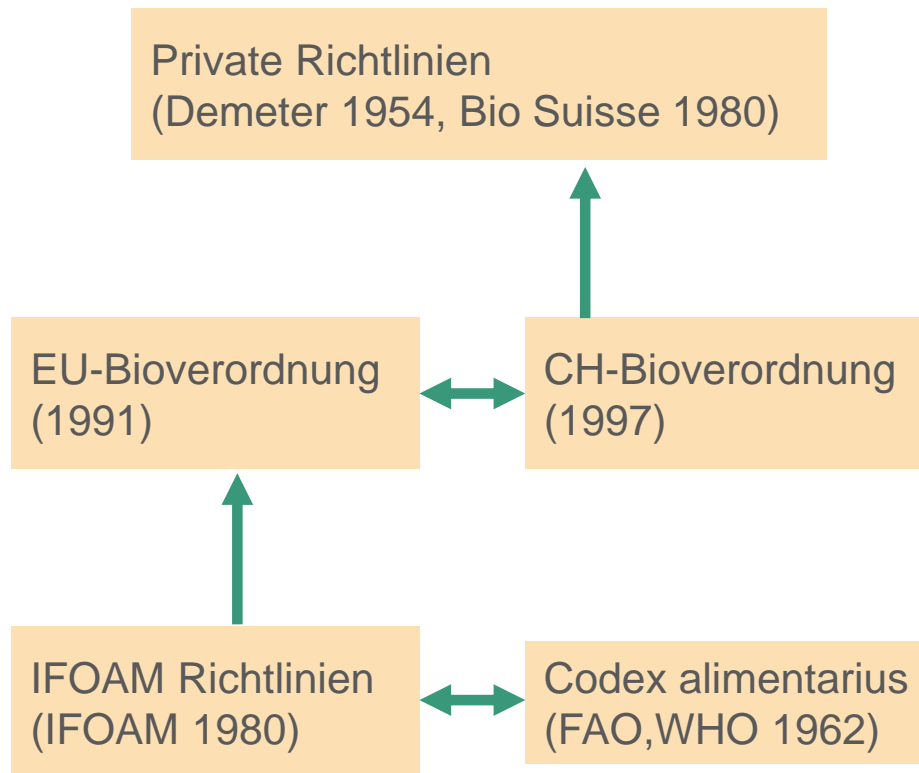 Private Richtlinien
(Demeter 1954, Bio Suisse 1980)
EU-Bioverordnung
(1991)
CH-Bioverordnung
(1997)
IFOAM Richtlinien
(IFOAM 1980)
Codex alimentarius
(FAO,WHO 1962)